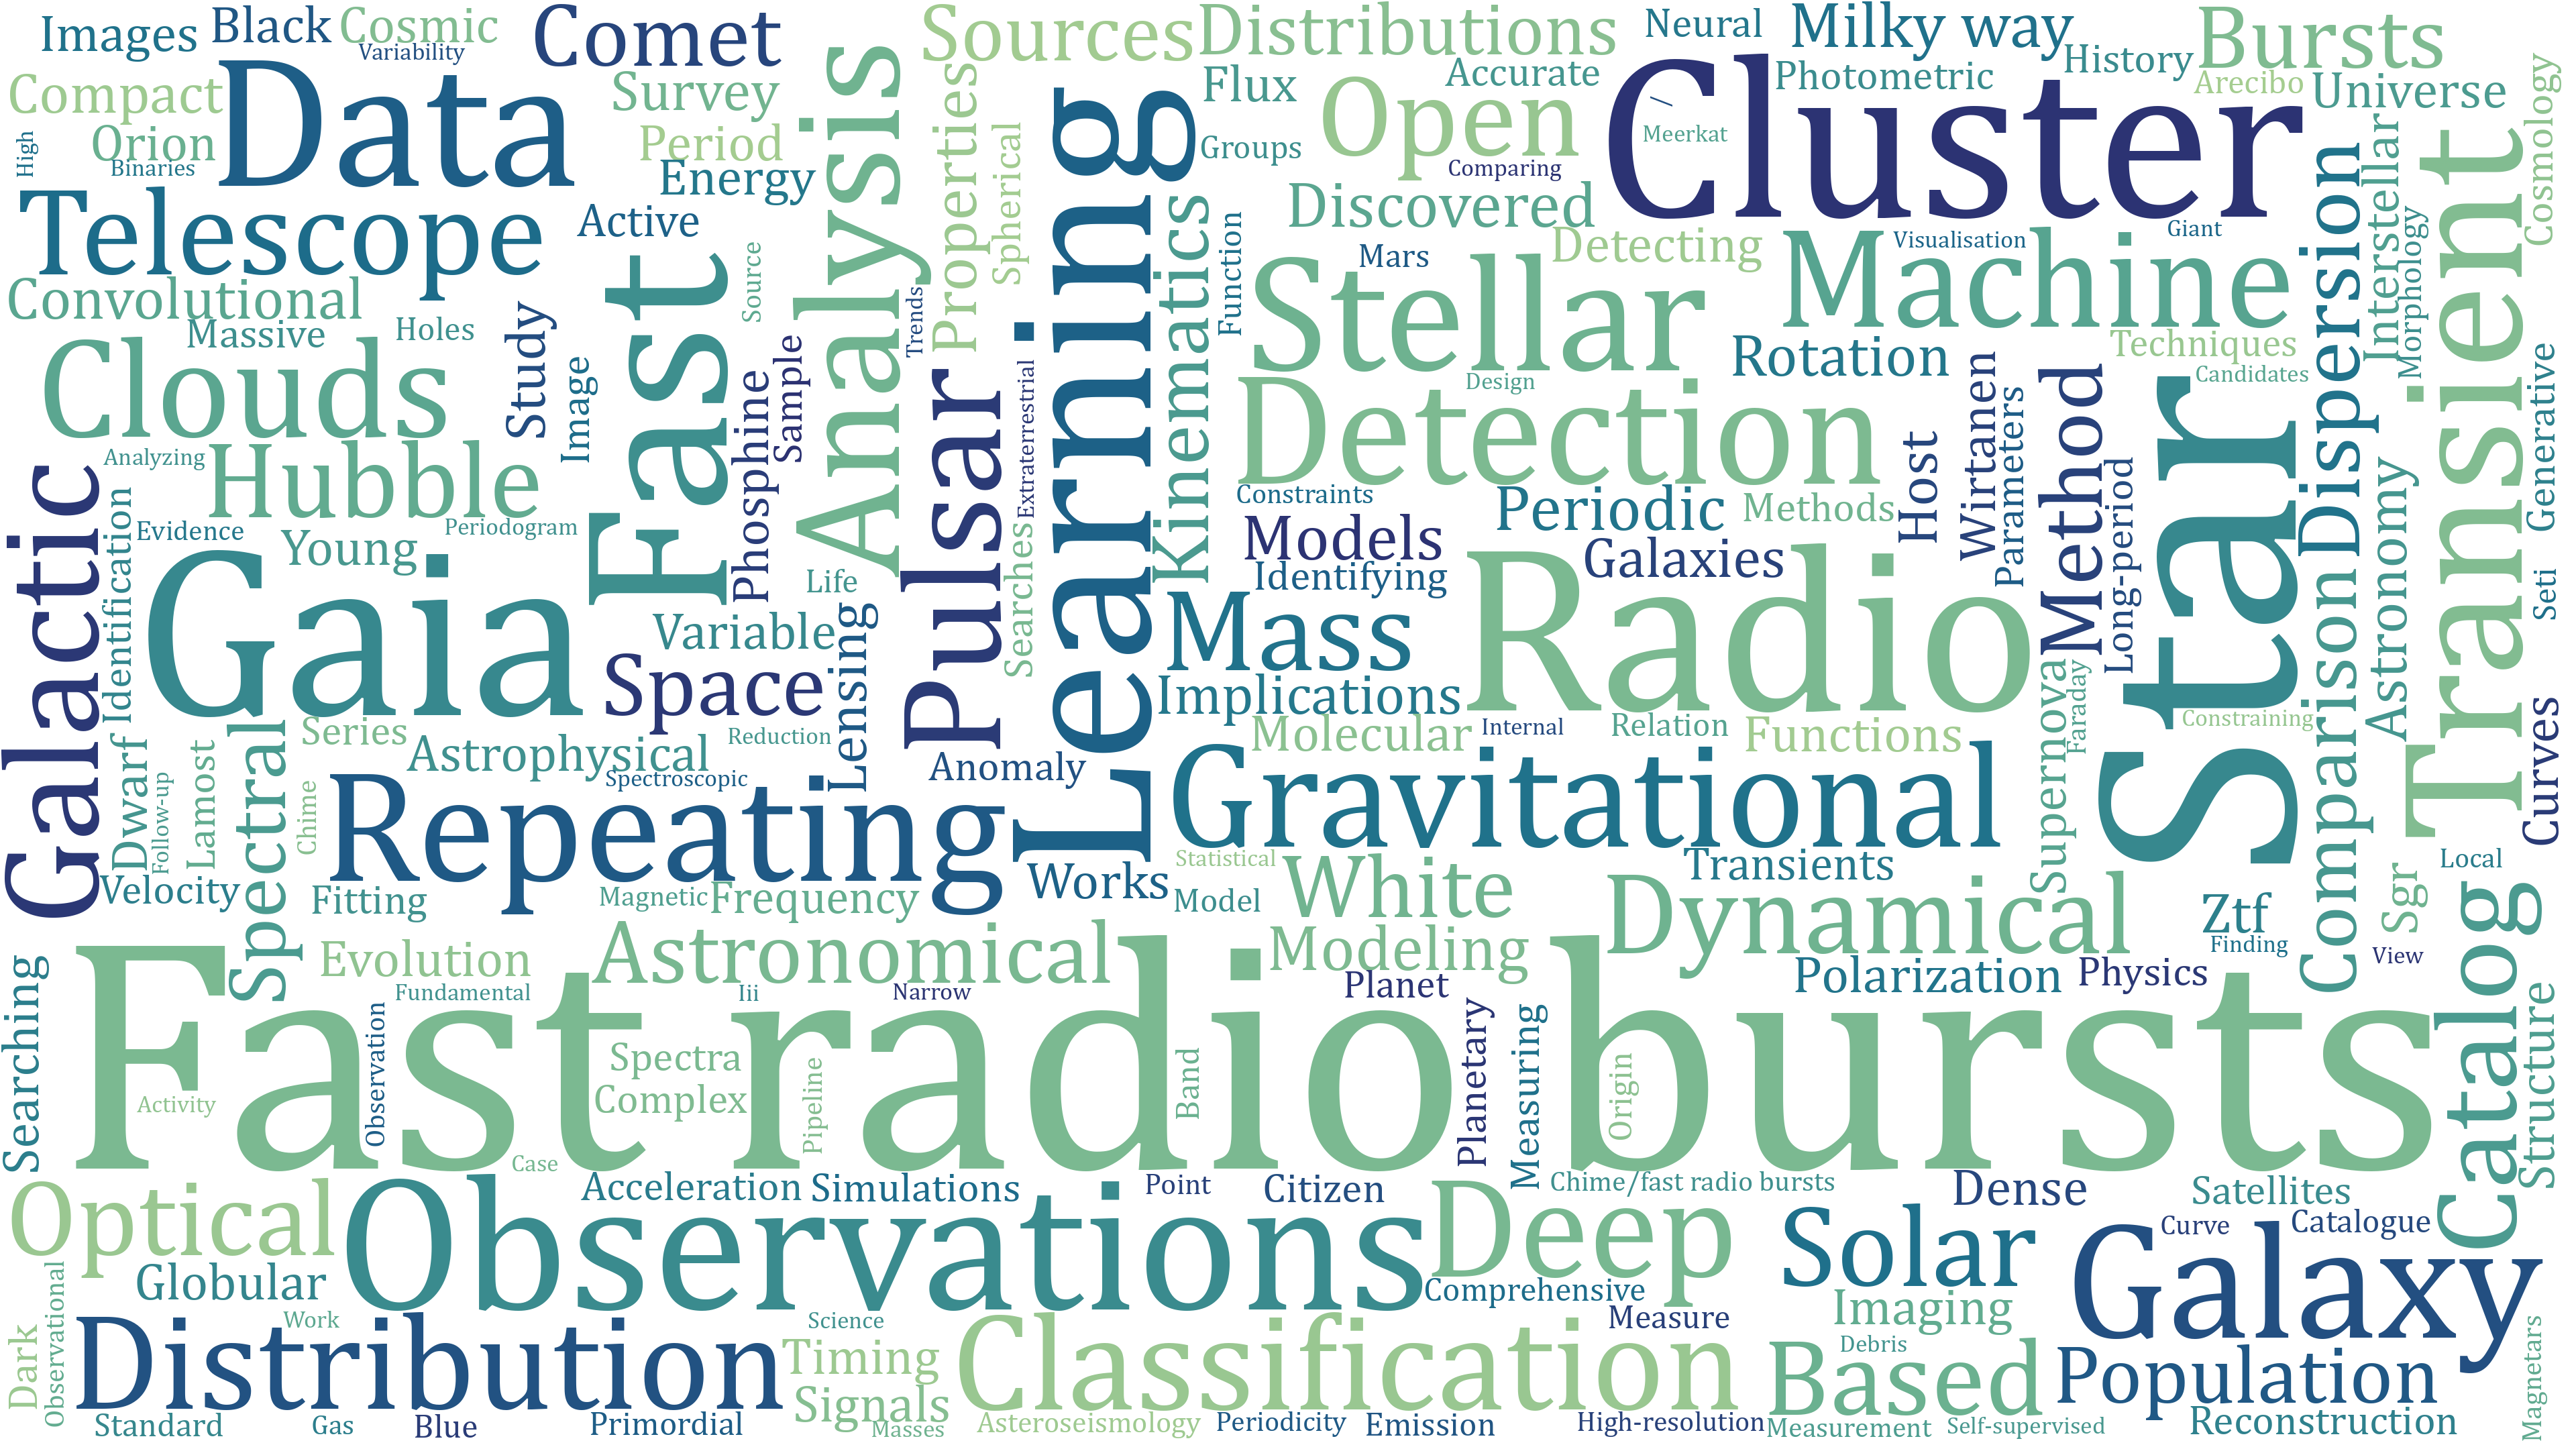 Images
Black
Cosmic
Variability
Comet
Sources
Distributions
Neural
Milky way
History
Bursts
Compact
Data
Survey
Analysis
Properties
Flux
Accurate
Open
Cluster
Photometric
Arecibo
Universe
Cosmology
High
Orion
Binaries
Period
Energy
Spherical
Learning
Groups
Comparing
/
Meerkat
Interstellar
Transient
Telescope
Active
Source
Discovered
Detecting
Machine
Visualisation
Giant
Dispersion
Morphology
Convolutional
Massive
Holes
Study
Image
Fast
Sample
Trends
Kinematics
Function
Mars
Stellar
Rotation
Techniques
Candidates
Generative
Clouds
Phosphine
Pulsar
Extraterrestrial
Design
Detection
Host
Wirtanen
Parameters
Method
Long-period
Star
Analyzing
Hubble
Galactic
Identification
Evidence
Young
Periodogram
Life
Searches
Constraints
Models
Identifying
Periodic
Methods
Galaxies
Astronomy
Seti
Gaia
Variable
Space
Lensing
Mass
Implications
Radio
Supernova
Faraday
Comparison
Constraining
Curves
Spectral
Series
Astrophysical
Reduction
Anomaly
Molecular
Internal
Relation
Functions
Dwarf
Follow-up
Lamost
Chime
Repeating
Spectroscopic
Gravitational
Velocity
Fitting
Magnetic
Frequency
Works
Statistical
Model
White
Transients
Dynamical
Ztf
Finding
Sgr
Local
View
Catalog
Searching
Evolution
Fundamental
Astronomical
Iii
Narrow
Modeling
Planet
Polarization
Physics
Fast radio bursts
Activity
Observation
Spectra
Complex
Pipeline
Band
Planetary
Measuring
Origin
Structure
Case
Optical
Observations
Acceleration
Simulations
Point
Citizen
Deep
Chime/fast radio bursts
Dense
Satellites
Solar
Curve
Catalogue
Galaxy
Globular
Comprehensive
Imaging
Dark
Observational
Distribution
Work
Science
Timing
Classification
Measure
Debris
Based
Population
Magnetars
Signals
Standard
Gas
Blue
Primordial
Masses
Asteroseismology
Periodicity
Emission
High-resolution
Measurement
Self-supervised
Reconstruction